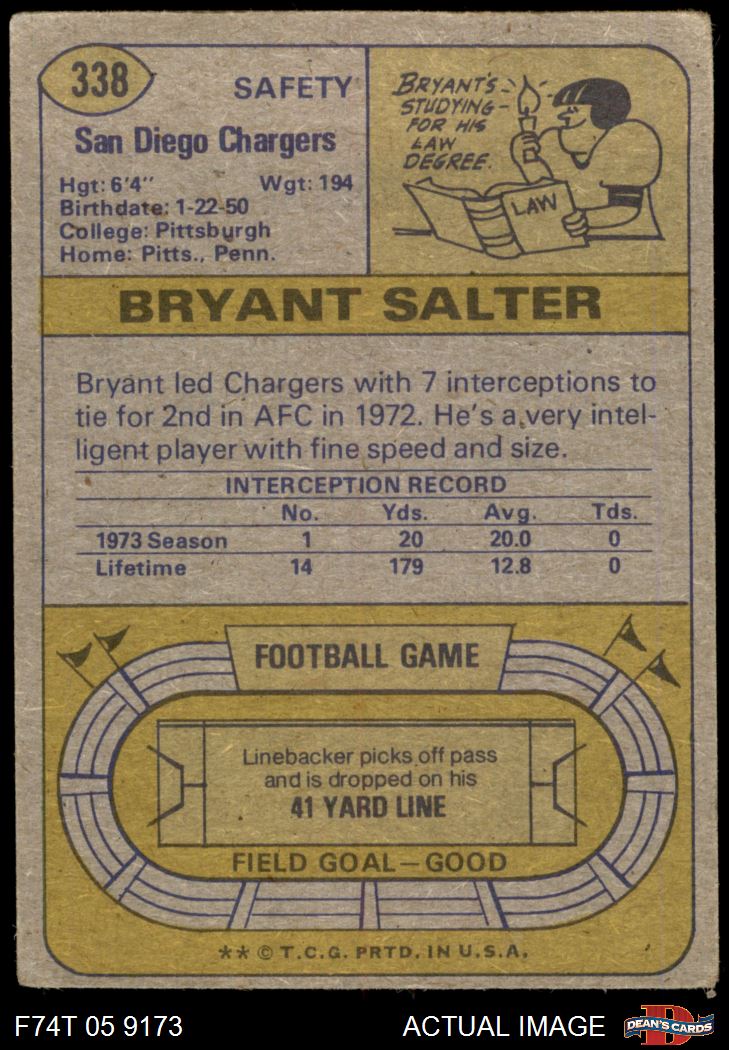 338
SAFETY
San Diego Chargers
Hgt: 6'4" Wgt: 194
Birthdate: 1-22-50
College: Pittsburgh
Home: Pitts., Penn.
BRYANT'S
STUDYING
FOR HIS
LAW
DEGREE.
LAW
BRYANT SALTER
Bryant led Chargers with 7 interceptions to
tie for 2nd in AFC in 1972. He's a very intel-
ligent player with fine speed and size.
INTERCEPTION RECORD
No. Yds. Avg. Tds.
1973 Season 1 20 20.0 0
Lifetime 14 179 12.8 0
FOOTBALL GAME
Linebacker picks off pass
and is dropped on his
41 YARD LINE
FIELD GOAL—GOOD
** © T.C.G. PRTD. IN U.S.A.
F74T 05 9173 ACTUAL IMAGE
D
DEAN'S CARDS